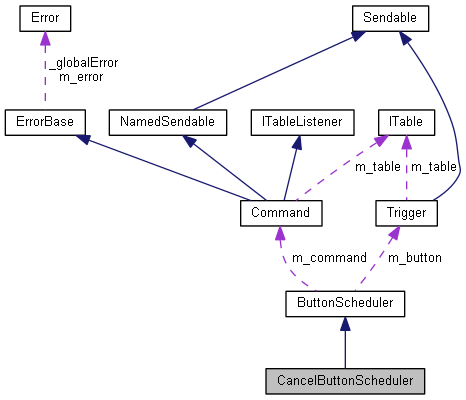 Error
Sendable
_globalError
m_error
ErrorBase
NamedSendable
ITableListener
ITable
m_table
m_table
Command
Trigger
m_command
m_button
ButtonScheduler
CancelButtonScheduler